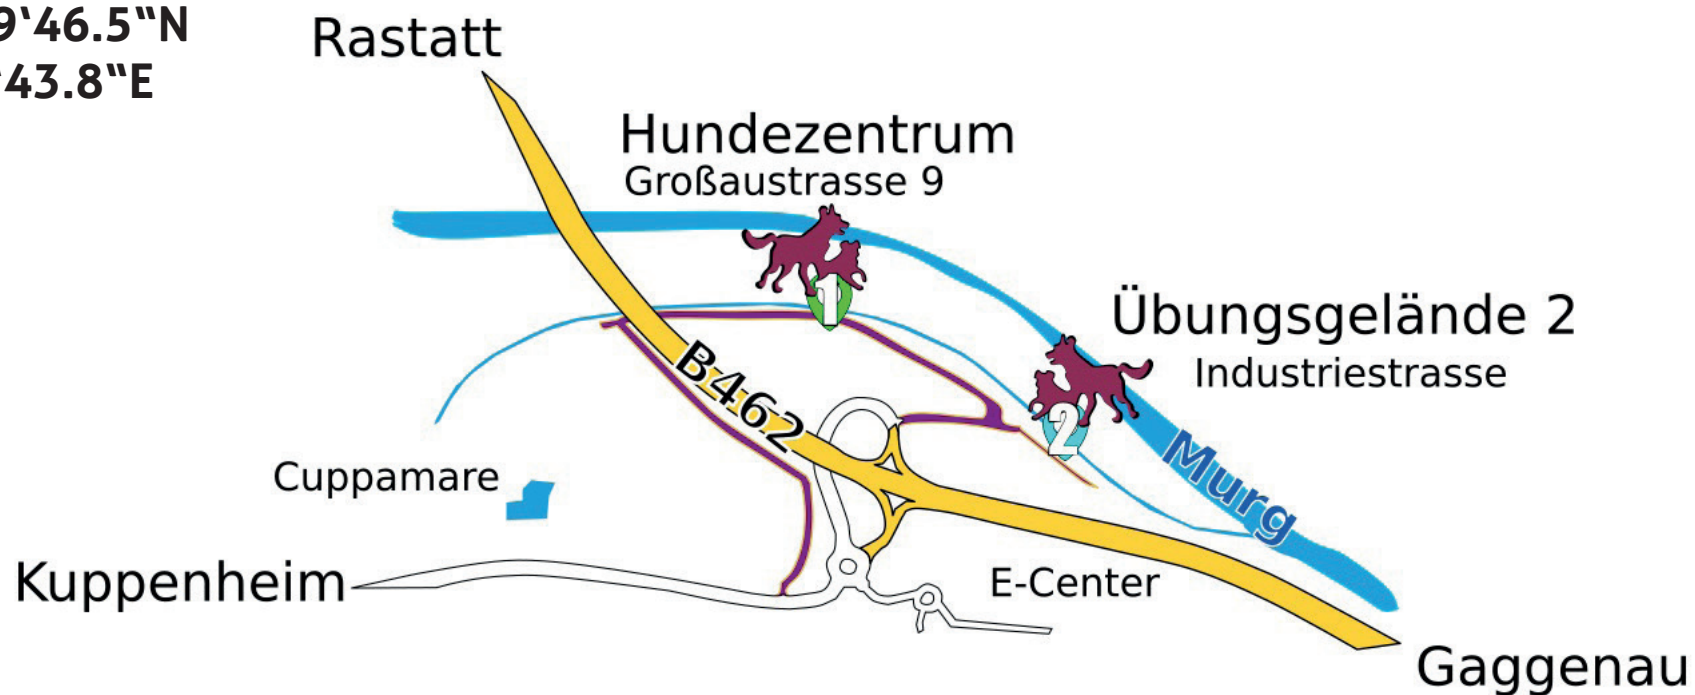 9‘46.5“N
‘43.8“E
Rastatt
Hundezentrum
Großaustrasse 9
1
Übungsgelände 2
Industriestrasse
2
B462
Murg
Cuppamare
Kuppenheim
E-Center
Gaggenau